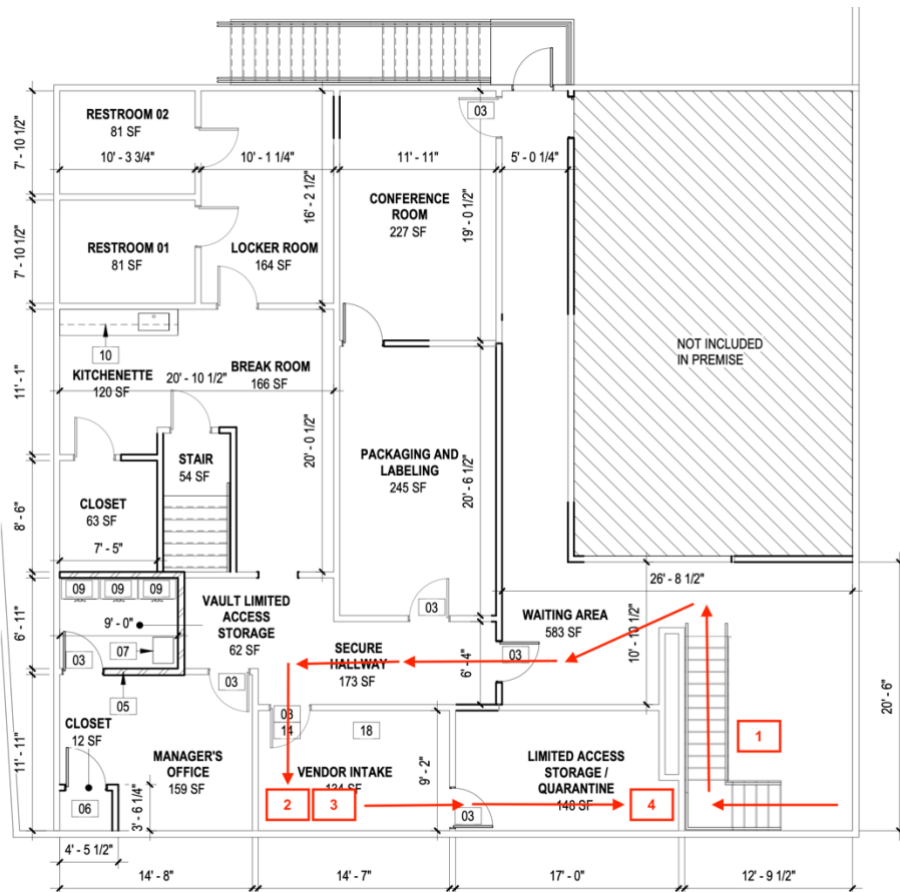 RESTROOM 02
81 SF
10' - 3 3/4"
7' - 10 1/2"
10' - 1 1/4"
16' - 2 1/2"
11' - 11"
03
5' - 0 1/4"
CONFERENCE
ROOM
227 SF
19' - 0 1/2"
RESTROOM 01
81 SF
7' - 10 1/2"
LOCKER ROOM
164 SF
NOT INCLUDED
IN PREMISE
10
KITCHENETTE
120 SF
11' - 1"
20' - 10 1/2"
BREAK ROOM
166 SF
20' - 0 1/2"
STAIR
54 SF
PACKAGING AND
LABELING
245 SF
20' - 6 1/2"
CLOSET
63 SF
8' - 6"
7' - 5"
26' - 8 1/2"
09
09
09
9' - 0"
6' - 11"
07
03
05
VAULT LIMITED
ACCESS
STORAGE
62 SF
03
03
SECURE
HALLWAY
173 SF
6' - 4"
WAITING AREA
583 SF
03
10' - 10 1/2"
20' - 6"
1
CLOSET
12 SF
11' - 11"
06
3' - 6 1/4"
4' - 5 1/2"
MANAGER'S
OFFICE
159 SF
03
14
18
VENDOR INTAKE
134 SF
9' - 2"
2
3
03
LIMITED ACCESS
STORAGE /
QUARANTINE
148 SF
4
14' - 8"
14' - 7"
17' - 0"
12' - 9 1/2"